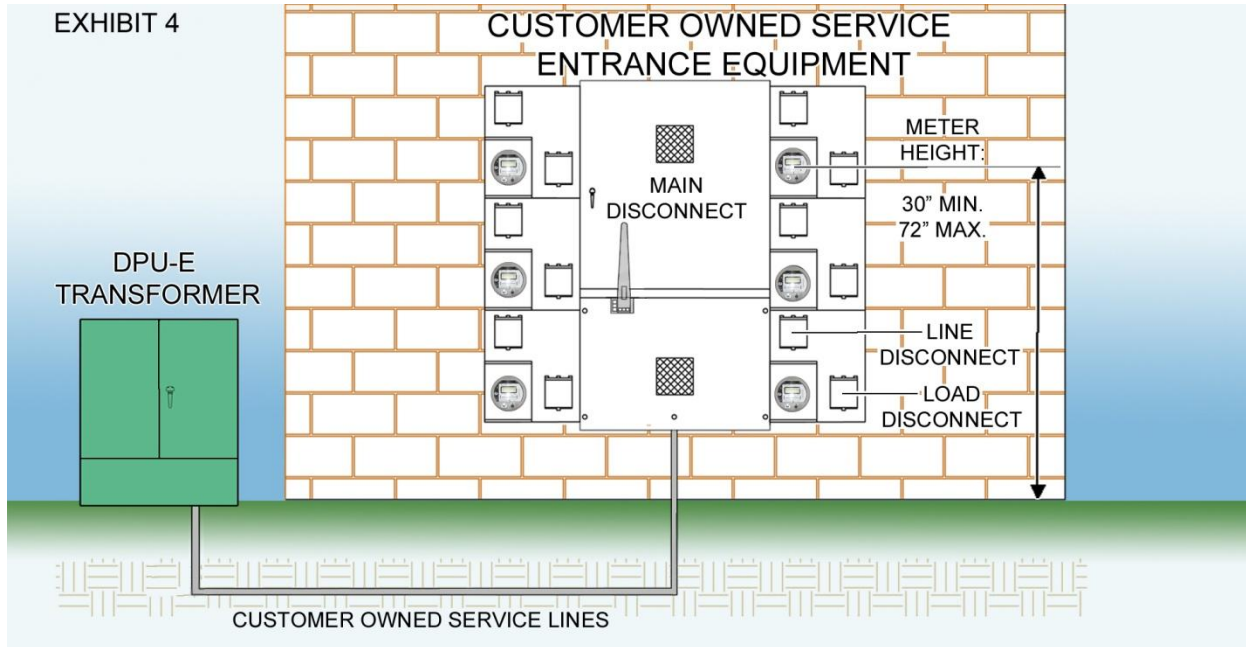 EXHIBIT 4
CUSTOMER OWNED SERVICE
ENTRANCE EQUIPMENT
METER
HEIGHT:
30” MIN.
72” MAX.
MAIN
DISCONNECT
DPU-E
TRANSFORMER
LINE
DISCONNECT
LOAD
DISCONNECT
CUSTOMER OWNED SERVICE LINES